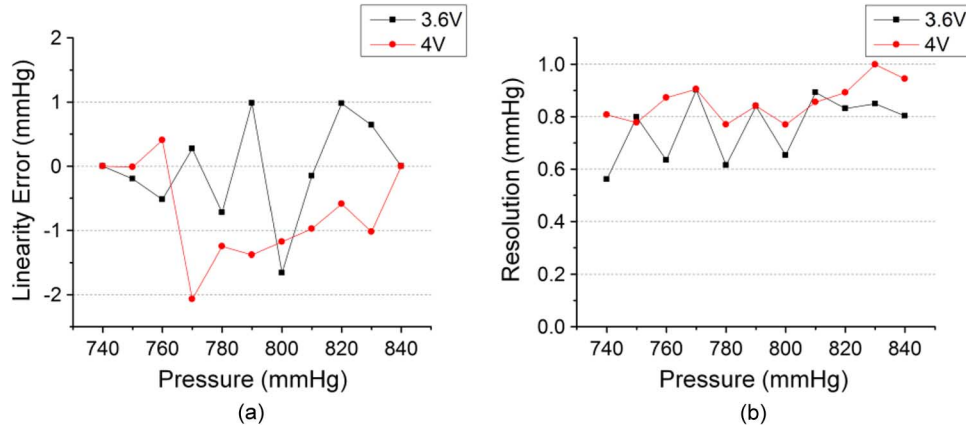 3.6V
4V
2
1
0
-1
-2
Linearity Error (mmHg)
740 760 780 800 820 840
Pressure (mmHg)
(a)
3.6V
4V
1.0
0.8
0.6
0.4
0.2
0.0
Resolution (mmHg)
740 760 780 800 820 840
Pressure (mmHg)
(b)